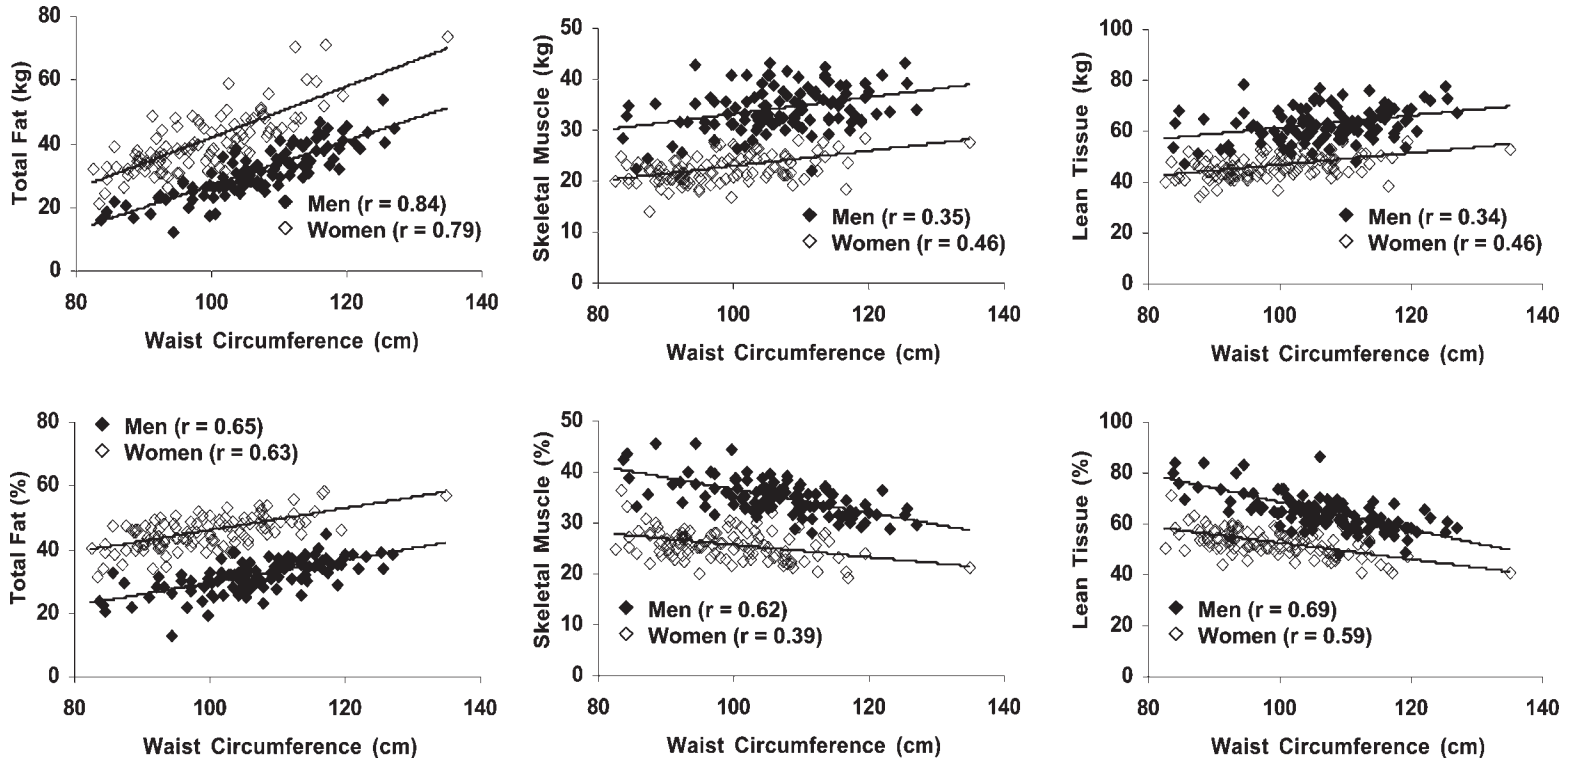 80
60
40
20
0
Total Fat (kg)
Men (r = 0.84)
Women (r = 0.79)
80 100 120 140
Waist Circumference (cm)
50
40
30
20
10
0
Skeletal Muscle (kg)
Men (r = 0.35)
Women (r = 0.46)
80 100 120 140
Waist Circumference (cm)
100
80
60
40
20
0
Lean Tissue (kg)
Men (r = 0.34)
Women (r = 0.46)
80 100 120 140
Waist Circumference (cm)
80
60
40
20
0
Total Fat (%)
Men (r = 0.65)
Women (r = 0.63)
80 100 120 140
Waist Circumference (cm)
50
40
30
20
10
0
Skeletal Muscle (%)
Men (r = 0.62)
Women (r = 0.39)
80 100 120 140
Waist Circumference (cm)
100
80
60
40
20
0
Lean Tissue (%)
Men (r = 0.69)
Women (r = 0.59)
80 100 120 140
Waist Circumference (cm)